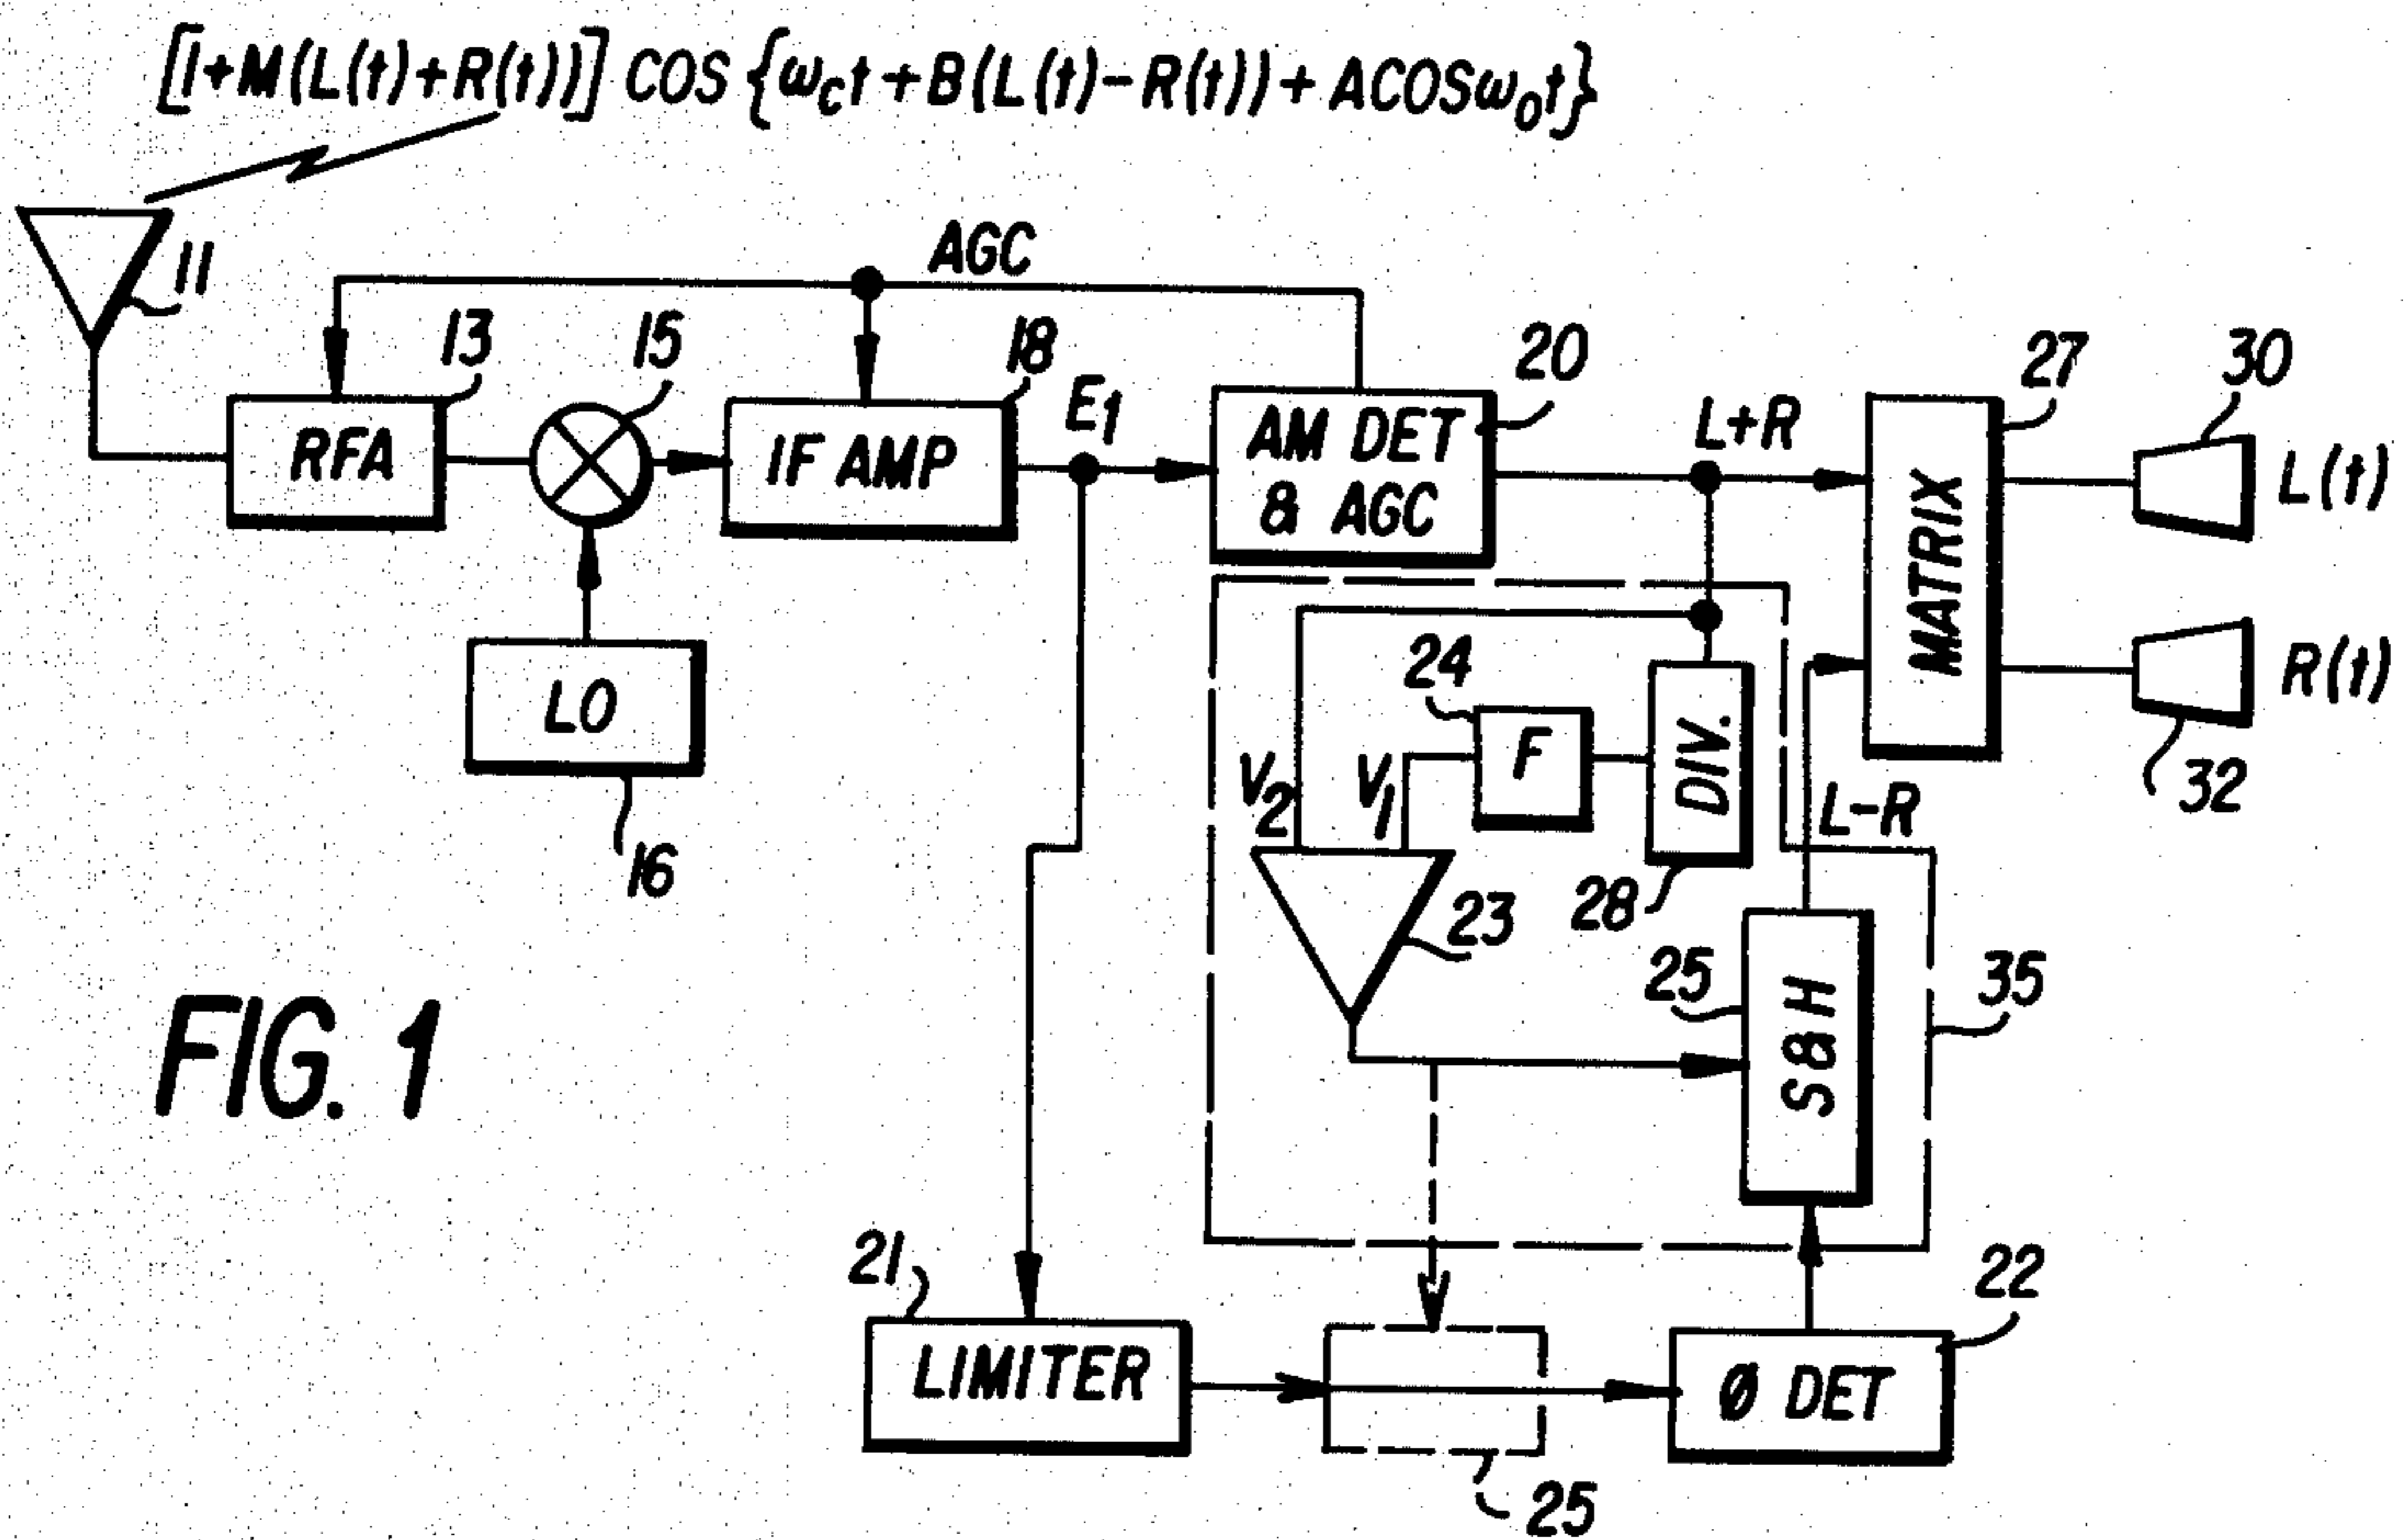 [1+M(L(t)+R(t))] COS {ω_c t + B(L(t)-R(t)) + ACOSω_o t}
AGC
11
13
15
18
E1
20
L+R
27
30
RFA
IF AMP
AM DET
& AGC
MATRIX
L(t)
LO
16
24
F
DIV.
V2
V1
28
R(t)
32
L-R
23
25
S&H
35
FIG. 1
21
22
LIMITER
Ø DET
25